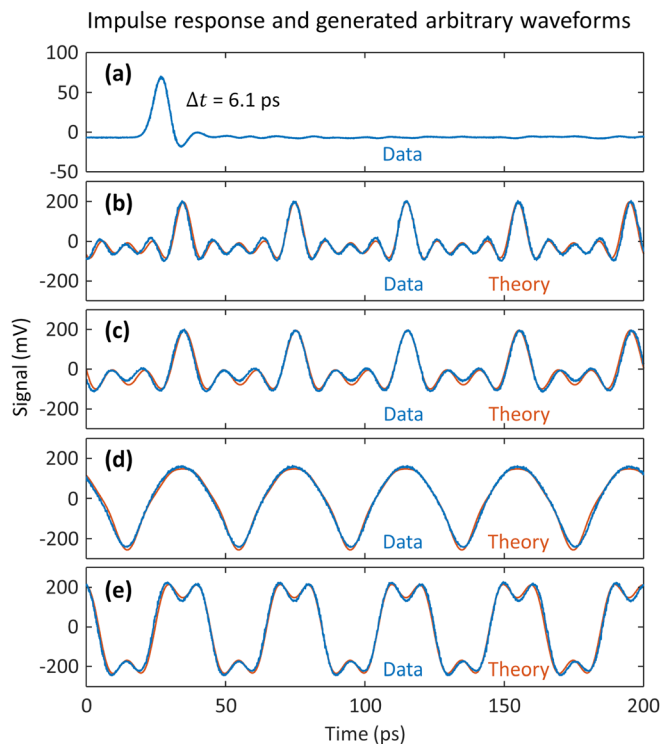 Impulse response and generated arbitrary waveforms
100
50
0
-50
(a)
Δt = 6.1 ps
Data
200
0
-200
(b)
Data Theory
200
0
-200
(c)
Data Theory
200
0
-200
(d)
Data Theory
200
0
-200
(e)
Data Theory
Signal (mV)
0 50 100 150 200
Time (ps)